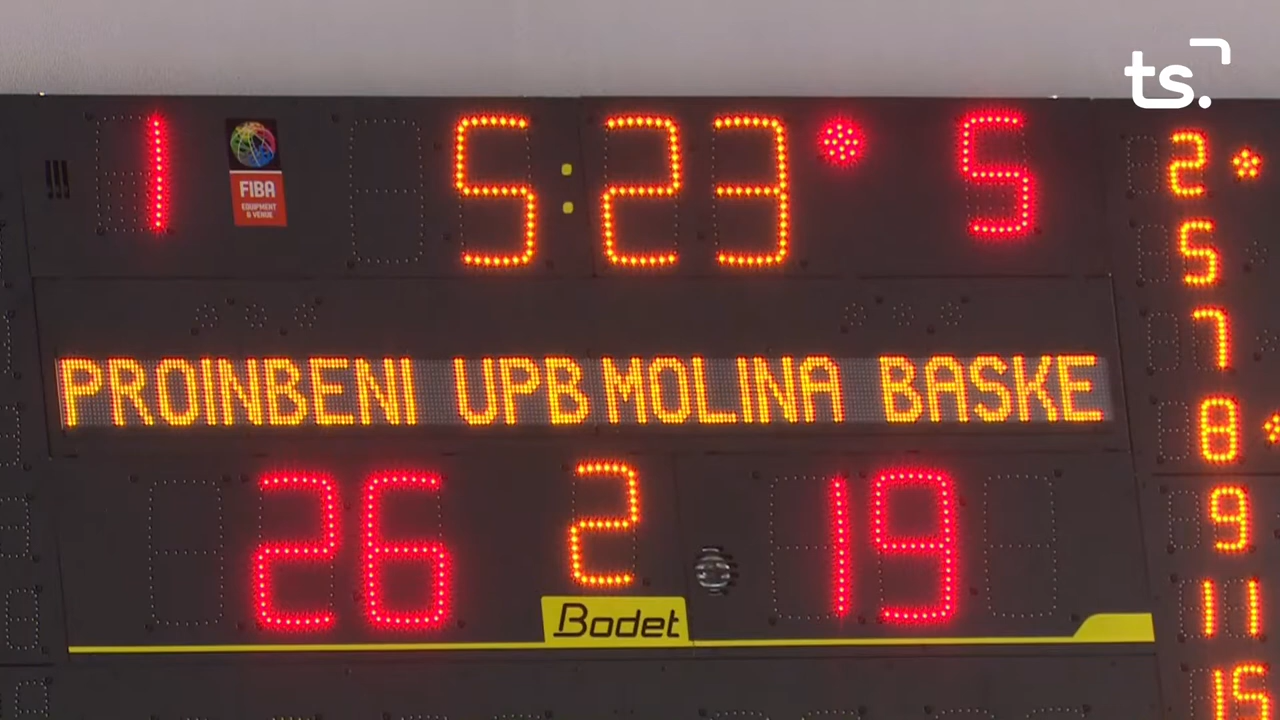 ts.
1 5:23 5
FIBA
EQUIPMENT
& VENUE
PROINBENI UPB MOLINA BASKE
26 2 19
Bodet
2
5
7
8
9
11
15